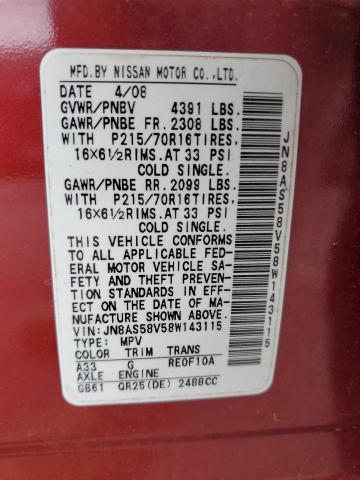 MFD.BY NISSAN MOTOR CO.,LTD.
DATE 4/08
GVWR/PNBV 4391 LBS.
GAWR/PNBE FR.2308 LBS.
WITH P215/70R16TIRES,
16X6½RIMS.AT 33 PSI
COLD SINGLE.
GAWR/PNBE RR.2099 LBS.
WITH P215/70R16TIRES,
16X6½RIMS.AT 33 PSI
COLD SINGLE.
THIS VEHICLE CONFORMS
TO ALL APPLICABLE FED-
ERAL MOTOR VEHICLE SA-
FETY AND THEFT PREVEN-
TION STANDARDS IN EFF-
ECT ON THE DATE OF MA-
NUFACTURE SHOWN ABOVE.
VIN:JN8AS58V58W143115
TYPE: MPV
COLOR TRIM TRANS
A33 G RE0F10A
AXLE ENGINE
GB61 QR25(DE) 2488CC
JN8AS58V58W143115